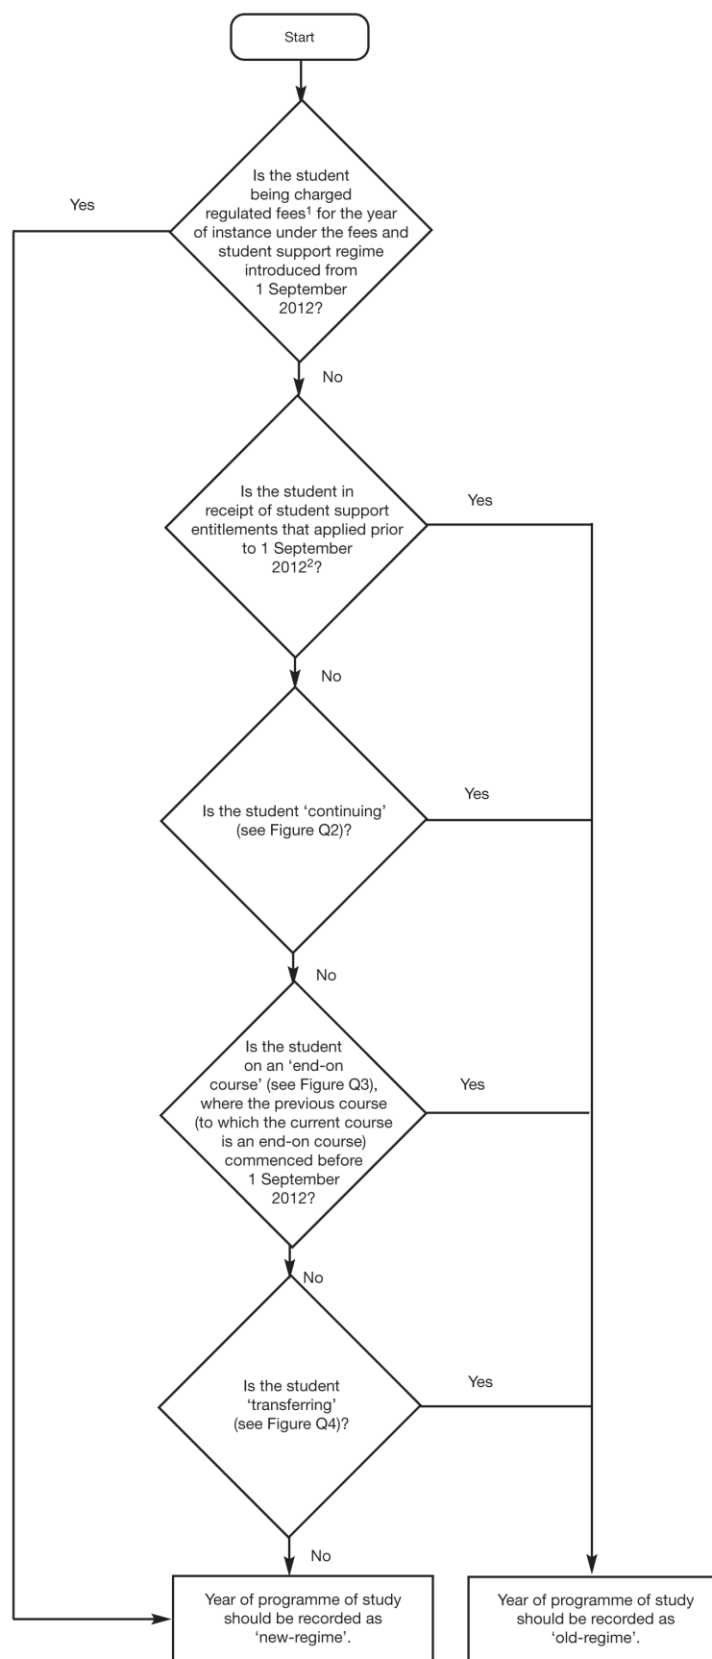 Start
Is the student
being charged
regulated fees¹ for the year
of instance under the fees and
student support regime
introduced from
1 September
2012?
Yes
No
Is the student in
receipt of student support
entitlements that applied prior
to 1 September
2012²?
Yes
No
Is the student ‘continuing’
(see Figure Q2)?
Yes
No
Is the student
on an ‘end-on
course’ (see Figure Q3),
where the previous course
(to which the current course
is an end-on course)
commenced before
1 September
2012?
Yes
No
Is the student
‘transferring’
(see Figure Q4)?
Yes
No
Year of programme of study
should be recorded as
‘new-regime’.
Year of programme of study
should be recorded as
‘old-regime’.